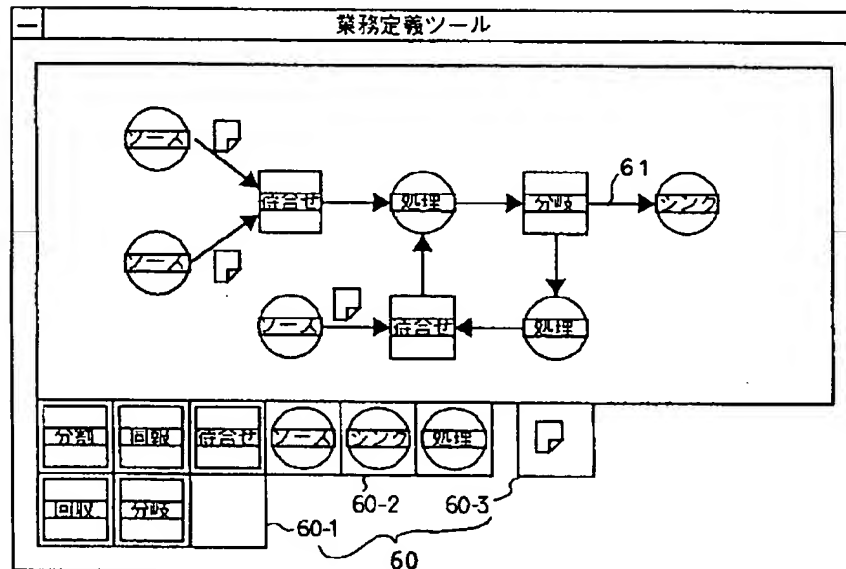 業務定義ツール
ソース
待合せ
処理
分岐
61
シンク
ソース
ソース
待合せ
処理
分割
回報
待合せ
ソース
シンク
処理
回収
分岐
60-1
60-2
60-3
60